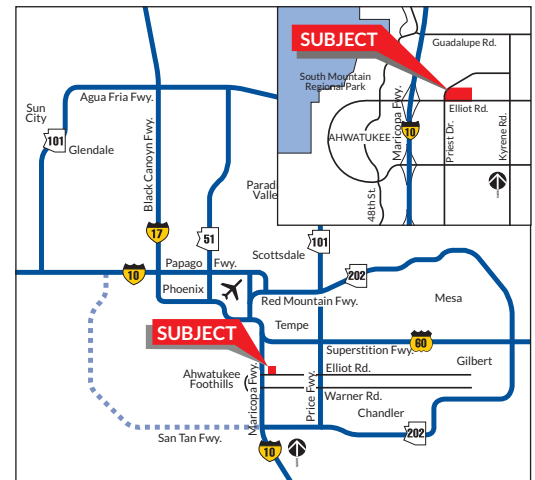 SUBJECT
Guadalupe Rd.
South Mountain
Regional Park
Maricopa Fwy.
Elliot Rd.
AHWATUKEE
10
Priest Dr.
Kyrene Rd.
48th St.
Agua Fria Fwy.
Sun
City
101
Glendale
Black Canoyn Fwy.
Parad
Valle
17
51
101
Scottsdale
Papago Fwy.
10
202
Phoenix
Red Mountain Fwy.
Mesa
Tempe
SUBJECT
60
Superstition Fwy.
Gilbert
Elliot Rd.
Ahwatukee
Foothills
Maricopa Fwy.
Price Fwy.
Warner Rd.
Chandler
San Tan Fwy.
202
10